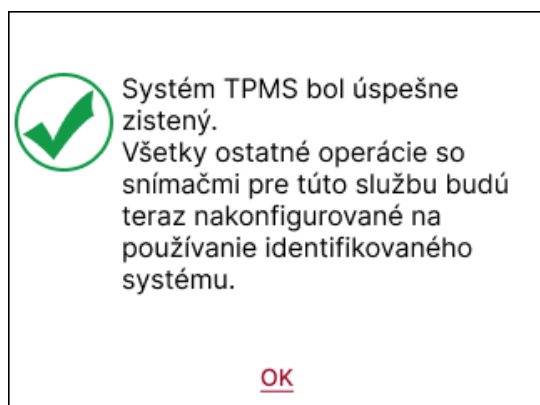 Systém TPMS bol úspešne
zistený.
Všetky ostatné operácie so
snímačmi pre túto službu budú
teraz nakonfigurované na
používanie identifikovaného
systému.
OK